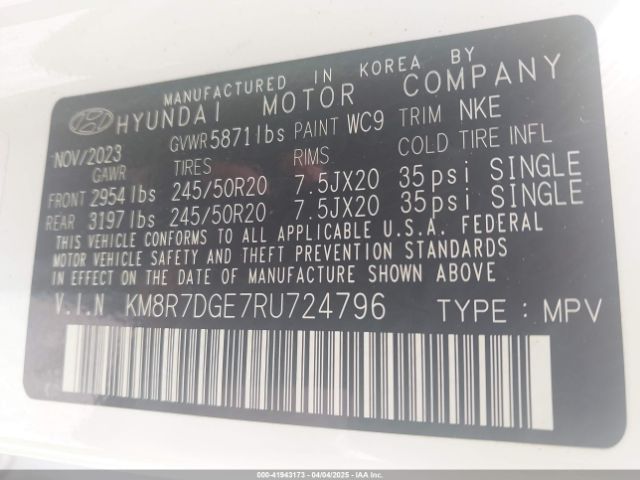 MANUFACTURED IN KOREA BY
HYUNDAI MOTOR COMPANY
NOV/2023 GVWR 5871lbs PAINT WC9 TRIM NKE
GAWR TIRES RIMS COLD TIRE INFL
FRONT 2954lbs 245/50R20 7.5JX20 35psi SINGLE
REAR 3197lbs 245/50R20 7.5JX20 35psi SINGLE
THIS VEHICLE CONFORMS TO ALL APPLICABLE U.S.A. FEDERAL
MOTOR VEHICLE SAFETY AND THEFT PREVENTION STANDARDS
IN EFFECT ON THE DATE OF MANUFACTURE SHOWN ABOVE.
V.I.N KM8R7DGE7RU724796 TYPE : MPV
000-41943173 - 04/04/2025 - IAAI.CA